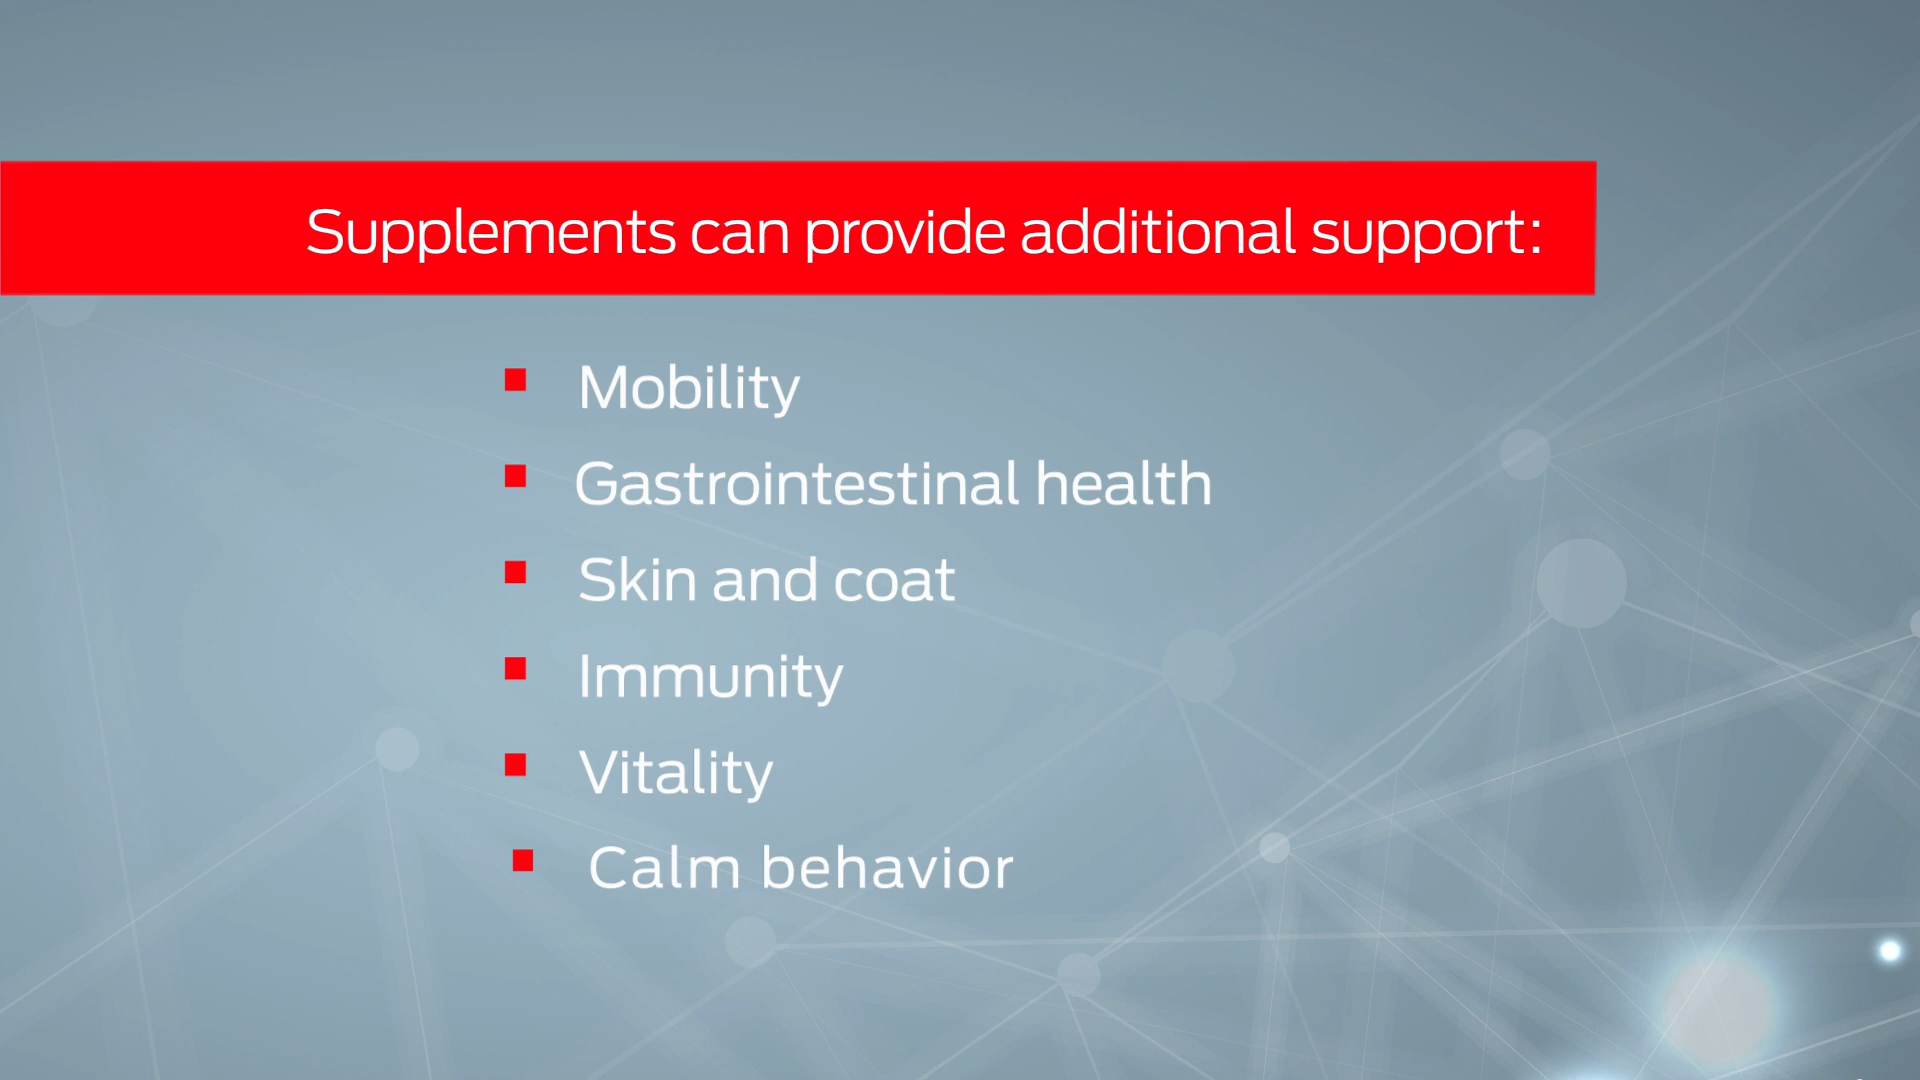 Supplements can provide additional support:
Mobility
Gastrointestinal health
Skin and coat
Immunity
Vitality
Calm behavior